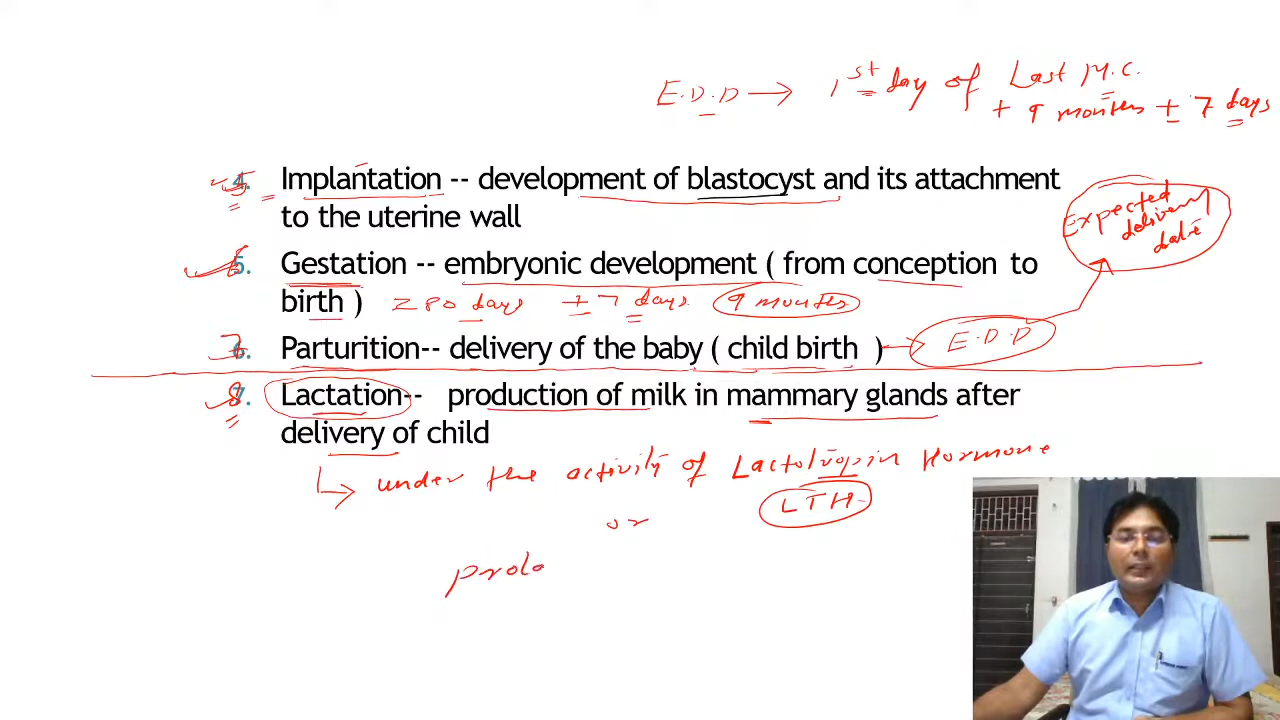 E.D.D → 1st day of Last M.C.
+ 9 months ± 7 days
4. Implantation -- development of blastocyst and its attachment
to the uterine wall
Expected
delivery
date
5. Gestation -- embryonic development ( from conception to
birth ) 280 days ± 7 days 9 months
7 6. Parturition-- delivery of the baby ( child birth ) → E.D.D
8 7. Lactation-- production of milk in mammary glands after
delivery of child
↳ under the activity of Lactotropin Hormone
LTH
or
prola